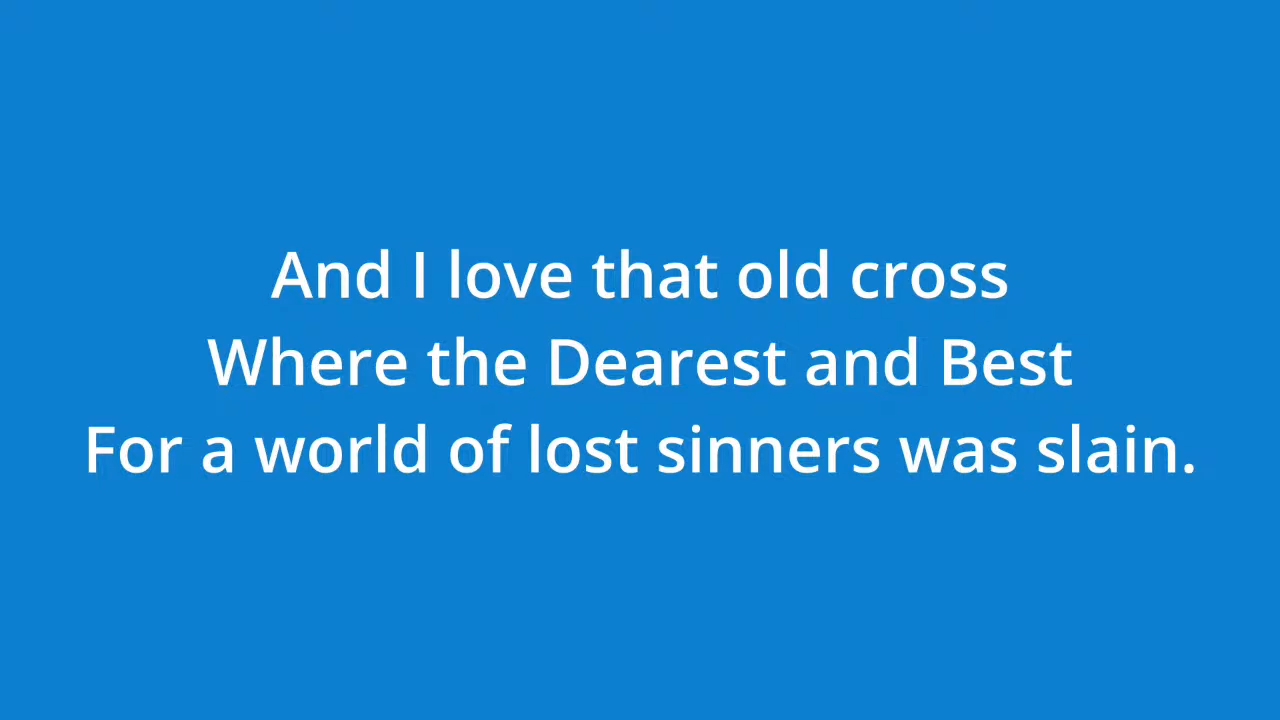 And I love that old cross
Where the Dearest and Best
For a world of lost sinners was slain.